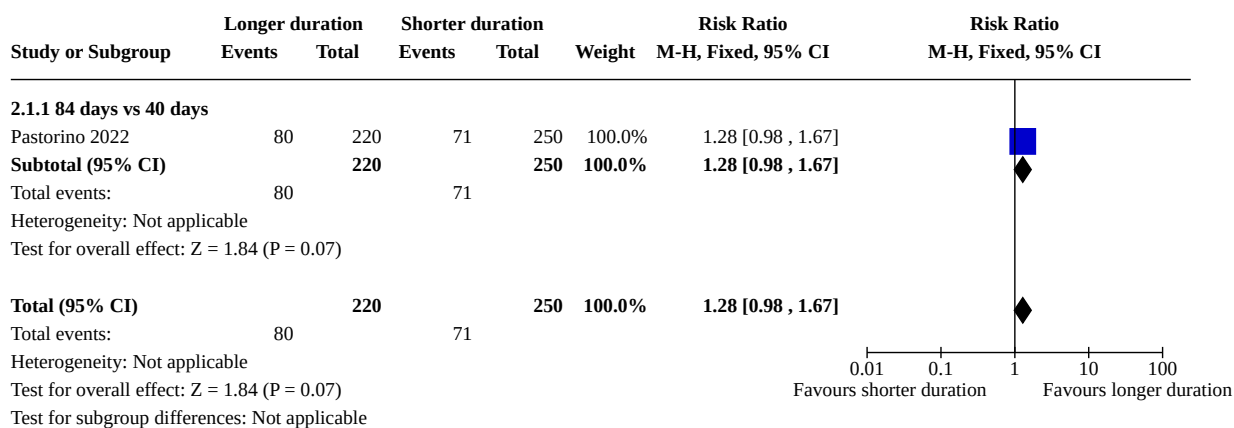 Longer duration Shorter duration Risk Ratio Risk Ratio
Study or Subgroup Events Total Events Total Weight M-H, Fixed, 95% CI M-H, Fixed, 95% CI
2.1.1 84 days vs 40 days
Pastorino 2022 80 220 71 250 100.0% 1.28 [0.98 , 1.67]
Subtotal (95% CI) 220 250 100.0% 1.28 [0.98 , 1.67]
Total events: 80 71
Heterogeneity: Not applicable
Test for overall effect: Z = 1.84 (P = 0.07)
Total (95% CI) 220 250 100.0% 1.28 [0.98 , 1.67]
Total events: 80 71
Heterogeneity: Not applicable 0.01 0.1 1 10 100
Test for overall effect: Z = 1.84 (P = 0.07) Favours shorter duration Favours longer duration
Test for subgroup differences: Not applicable